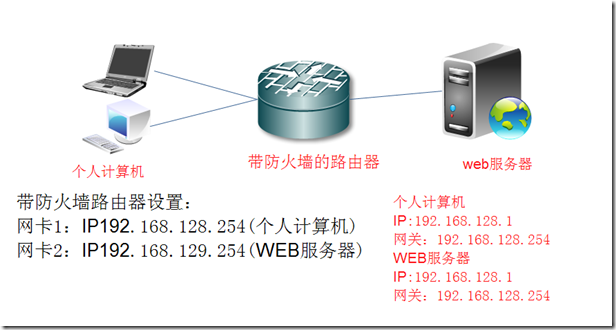 个人计算机
带防火墙的路由器
web服务器
带防火墙路由器设置：
网卡1：IP192.168.128.254(个人计算机)
网卡2：IP192.168.129.254(WEB服务器)
个人计算机
IP:192.168.128.1
网关：192.168.128.254
WEB服务器
IP:192.168.128.1
网关：192.168.128.254